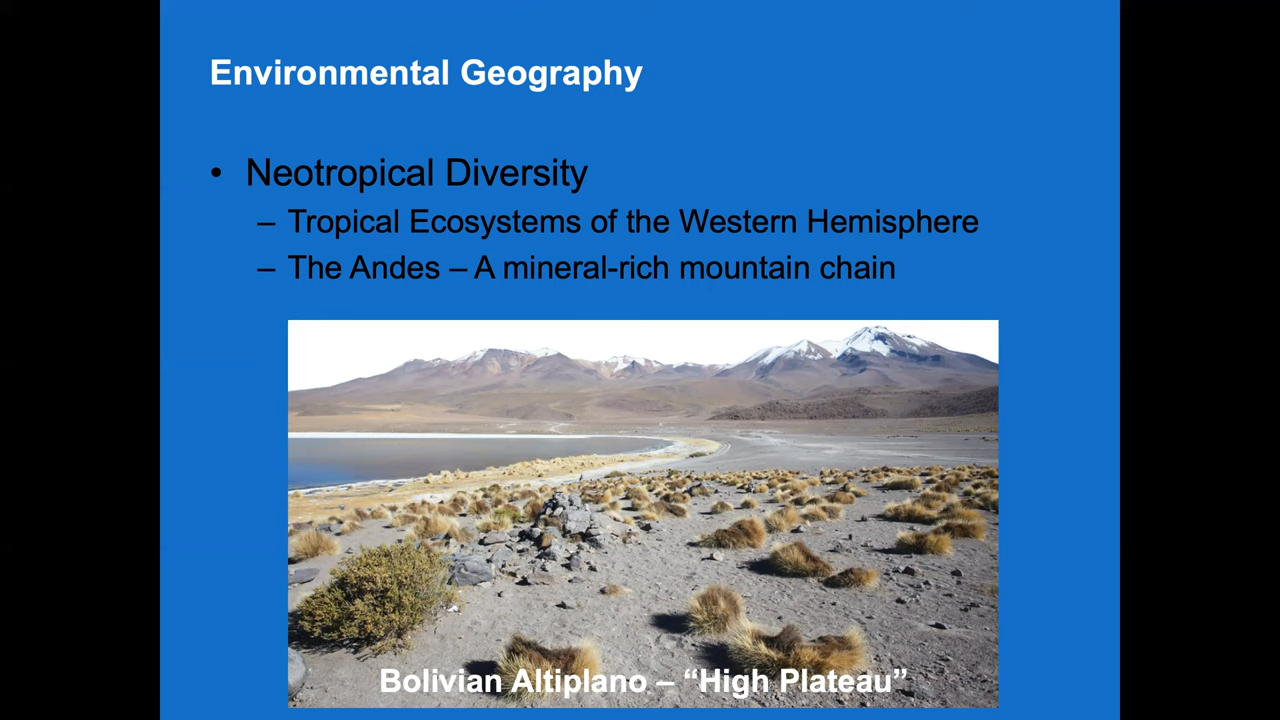 Environmental Geography
• Neotropical Diversity
– Tropical Ecosystems of the Western Hemisphere
– The Andes – A mineral-rich mountain chain
Bolivian Altiplano – “High Plateau”